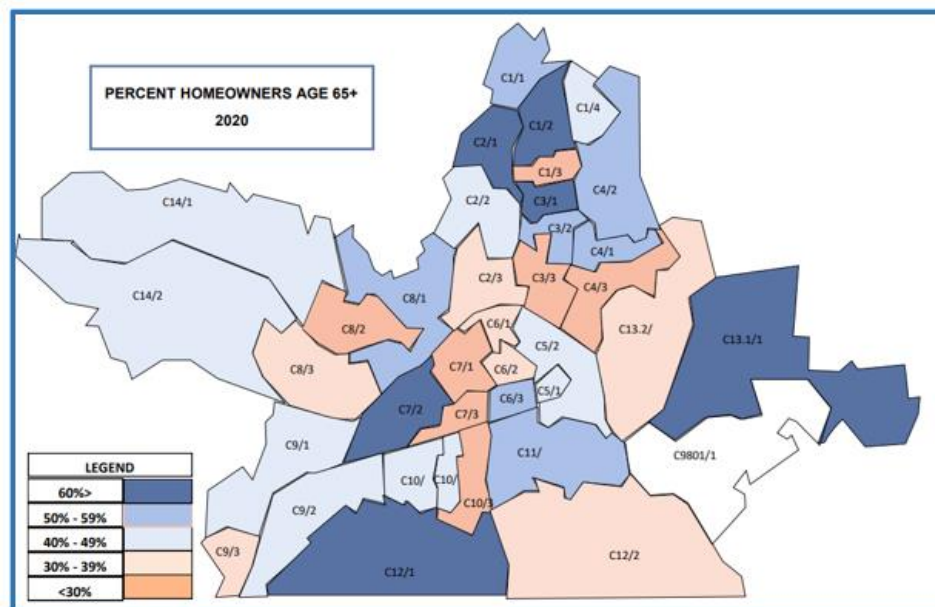 PERCENT HOMEOWNERS AGE 65+
2020
C1/1
C1/4
C1/2
C2/1
C1/3
C4/2
C3/1
C14/1
C2/2
C3/2
C4/1
C2/3
C3/3
C4/3
C14/2
C8/1
C6/1
C13.2/
C8/2
C5/2
C13.1/1
C8/3
C7/1
C6/2
C5/1
C6/3
C7/2
C7/3
C9/1
C11/
C9801/1
LEGEND
60%>
50% - 59%
40% - 49%
30% - 39%
<30%
C10/
C10/
C10/3
C9/2
C9/3
C12/2
C12/1